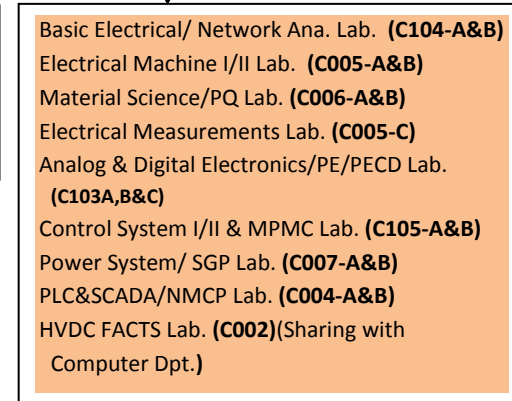 Basic Electrical/ Network Ana. Lab. (C104-A&B)
Electrical Machine I/II Lab. (C005-A&B)
Material Science/PQ Lab. (C006-A&B)
Electrical Measurements Lab. (C005-C)
Analog & Digital Electronics/PE/PECD Lab.
(C103A,B&C)
Control System I/II & MPMC Lab. (C105-A&B)
Power System/ SGP Lab. (C007-A&B)
PLC&SCADA/NMCP Lab. (C004-A&B)
HVDC FACTS Lab. (C002)(Sharing with
Computer Dpt.)